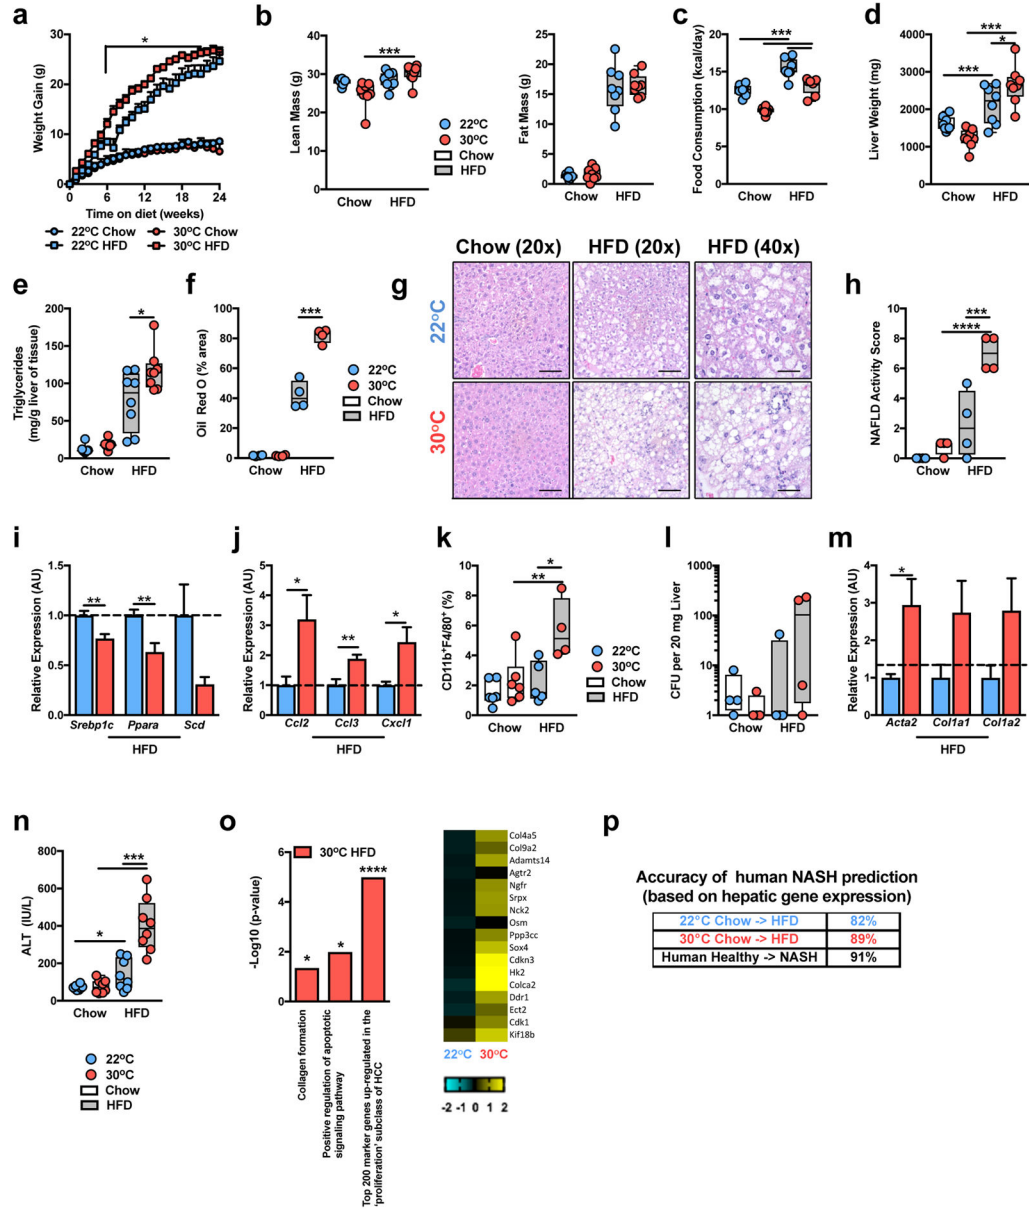 a
Weight Gain (g)
30
20
10
0
*
0 6 12 18 24
Time on diet (weeks)
22°C Chow 30°C Chow
22°C HFD 30°C HFD
b
Lean Mass (g)
40
30
20
10
0
***
Chow HFD
22°C
30°C
Chow
HFD
Fat Mass (g)
25
20
15
10
5
0
Chow HFD
c
Food Consumption (kcal/day)
20
15
10
5
0
***
Chow HFD
d
Liver Weight (mg)
4000
3000
2000
1000
0
***
*
***
Chow HFD
e
Triglycerides
(mg/g liver of tissue)
200
150
100
50
0
*
Chow HFD
f
Oil Red O (% area)
100
80
60
40
20
0
***
Chow HFD
22°C
30°C
Chow
HFD
g
Chow (20x) HFD (20x) HFD (40x)
22°C
30°C
h
NAFLD Activity Score
10
8
6
4
2
0
***
****
Chow HFD
i
Relative Expression (AU)
1.5
1.0
0.5
0.0
** **
Srebp1c Ppara Scd
HFD
j
Relative Expression (AU)
5
4
3
2
1
0
* ** *
Ccl2 Ccl3 Cxcl1
HFD
k
CD11b+F4/80+ (%)
10
8
6
4
2
0
*
**
Chow HFD
22°C
30°C
Chow
HFD
l
CFU per 20 mg Liver
1000
100
10
1
Chow HFD
m
Relative Expression (AU)
4
3
2
1
0
*
Acta2 Col1a1 Col1a2
HFD
n
ALT (IU/L)
800
600
400
200
0
***
*
Chow HFD
22°C
30°C
Chow
HFD
o
-Log10 (p-value)
6
4
2
0
30°C HFD
* * ****
Collagen formation
Positive regulation of apoptotic
signaling pathway
Top 200 marker genes up-regulated in the
'proliferation' subclass of HCC
Col4a5
Col9a2
Adamts14
Agtr2
Ngfr
Srpx
Nck2
Osm
Ppp3cc
Sox4
Cdkn3
Hk2
Colca2
Ddr1
Ect2
Cdk1
Kif18b
22°C 30°C
-2 -1 0 1 2
p
Accuracy of human NASH prediction
(based on hepatic gene expression)
22°C Chow -> HFD 82%
30°C Chow -> HFD 89%
Human Healthy -> NASH 91%